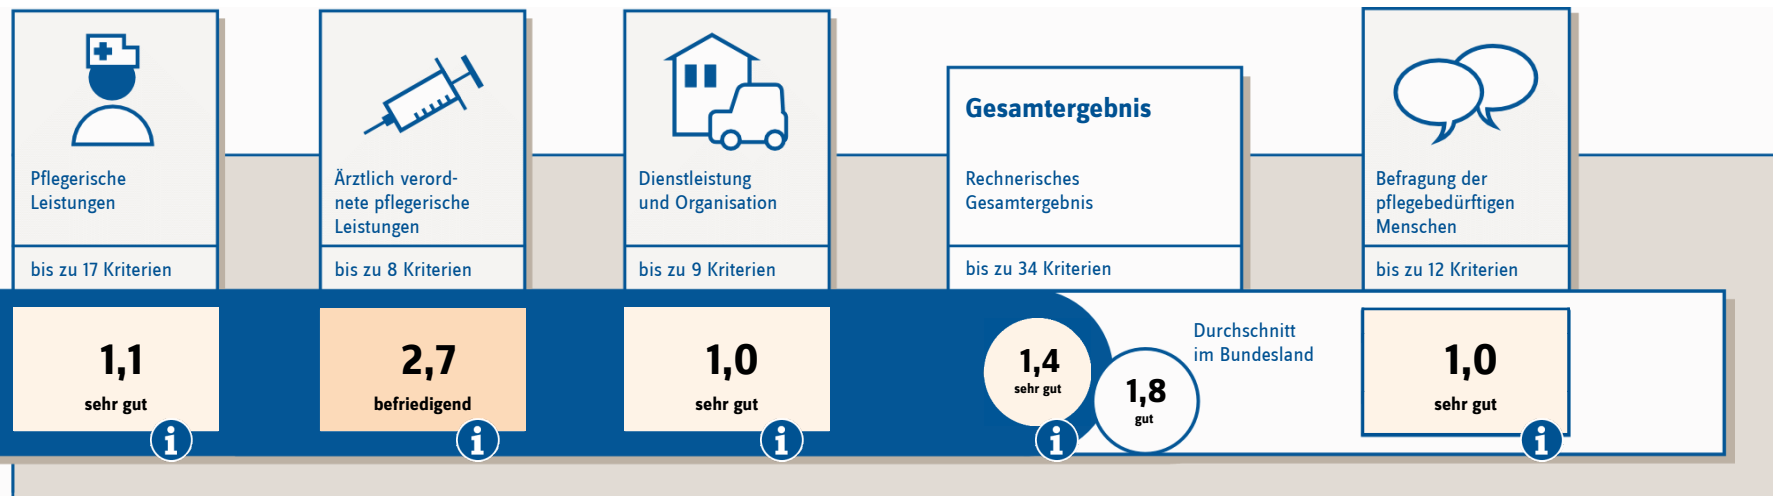 Pflegerische
Leistungen
bis zu 17 Kriterien
1,1
sehr gut
i
Ärztlich verord-
nete pflegerische
Leistungen
bis zu 8 Kriterien
2,7
befriedigend
i
Dienstleistung
und Organisation
bis zu 9 Kriterien
1,0
sehr gut
i
Gesamtergebnis
Rechnerisches
Gesamtergebnis
bis zu 34 Kriterien
1,4
sehr gut
i
1,8
gut
Durchschnitt
im Bundesland
Befragung der
pflegebedürftigen
Menschen
bis zu 12 Kriterien
1,0
sehr gut
i